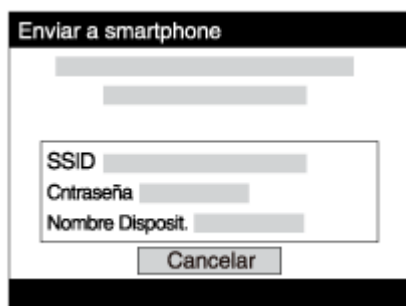 Enviar a smartphone
SSID
Cntraseña
Nombre Disposit.
Cancelar